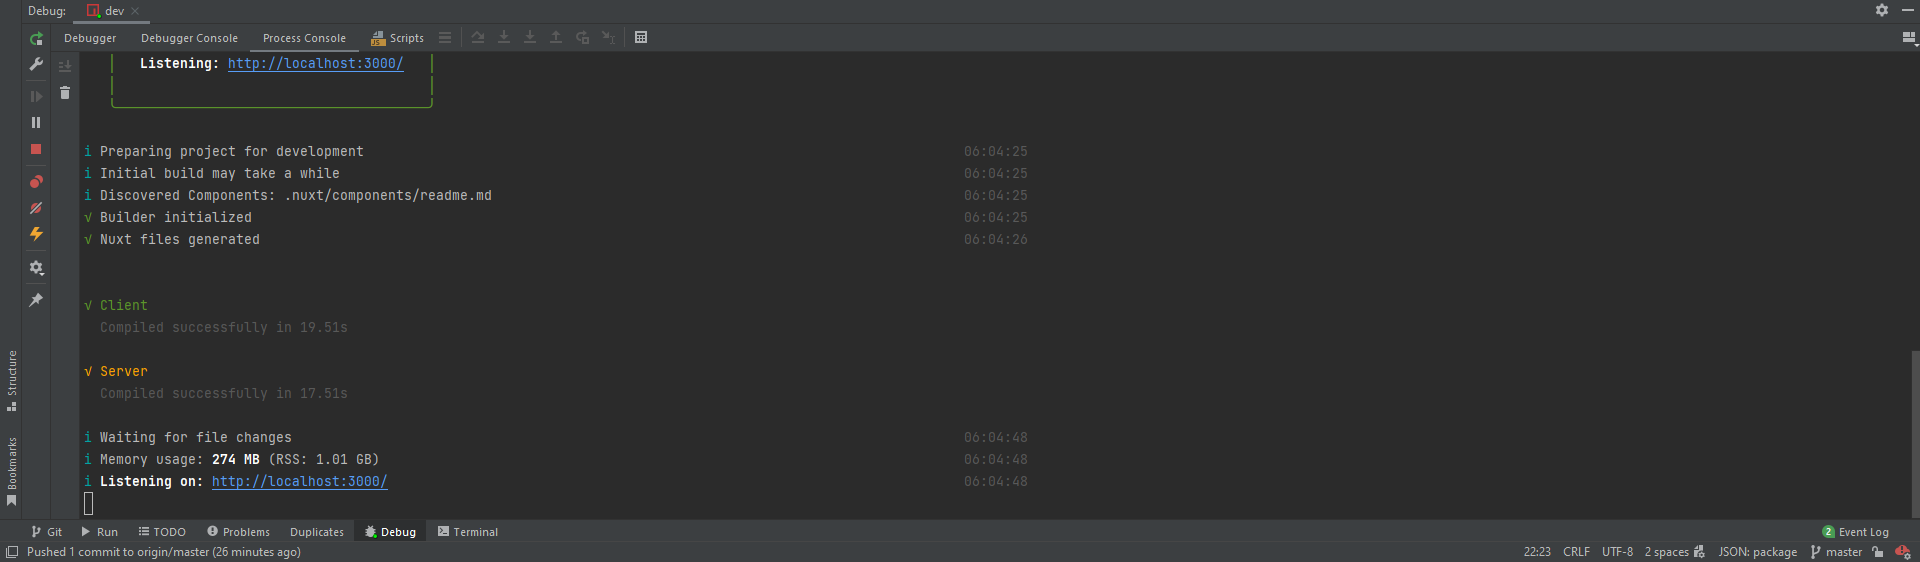 Debug: dev
Debugger Debugger Console Process Console Scripts
Listening: http://localhost:3000/
i Preparing project for development 06:04:25
i Initial build may take a while 06:04:25
i Discovered Components: .nuxt/components/readme.md 06:04:25
√ Builder initialized 06:04:25
√ Nuxt files generated 06:04:26
√ Client
Compiled successfully in 19.51s
√ Server
Compiled successfully in 17.51s
i Waiting for file changes 06:04:48
i Memory usage: 274 MB (RSS: 1.01 GB) 06:04:48
i Listening on: http://localhost:3000/ 06:04:48
Structure
Bookmarks
Git Run TODO Problems Duplicates Debug Terminal 2 Event Log
Pushed 1 commit to origin/master (26 minutes ago) 22:23 CRLF UTF-8 2 spaces JSON: package master